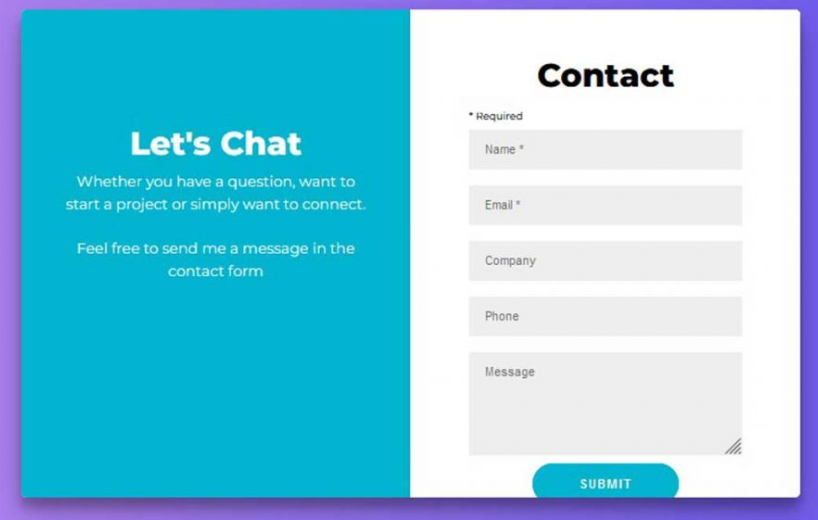 Let's Chat
Whether you have a question, want to
start a project or simply want to connect.
Feel free to send me a message in the
contact form
Contact
* Required
Name *
Email *
Company
Phone
Message
SUBMIT